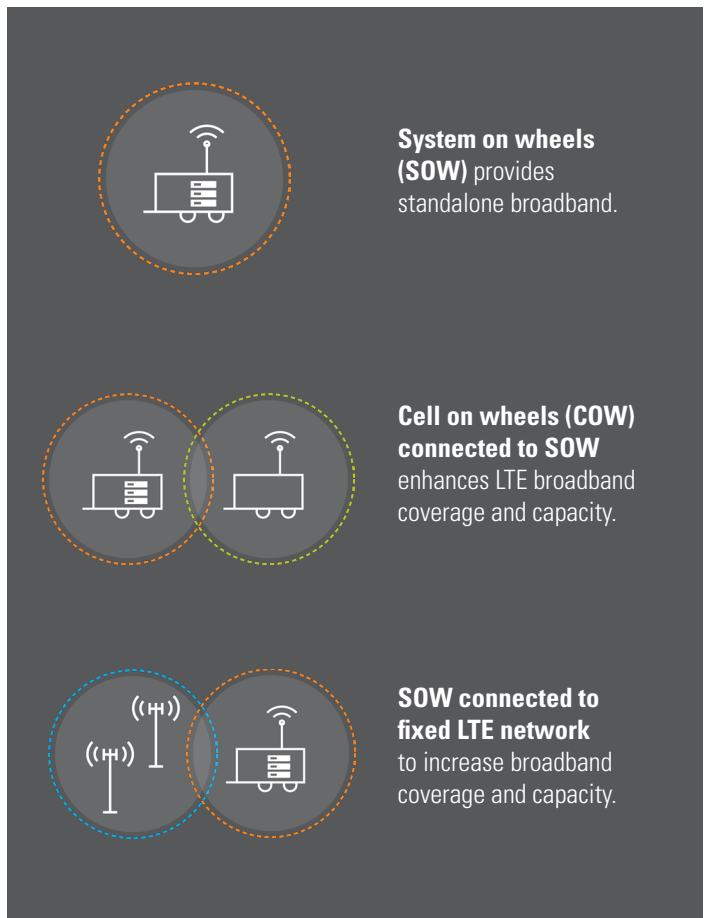 System on wheels
(SOW) provides
standalone broadband.
Cell on wheels (COW)
connected to SOW
enhances LTE broadband
coverage and capacity.
SOW connected to
fixed LTE network
to increase broadband
coverage and capacity.